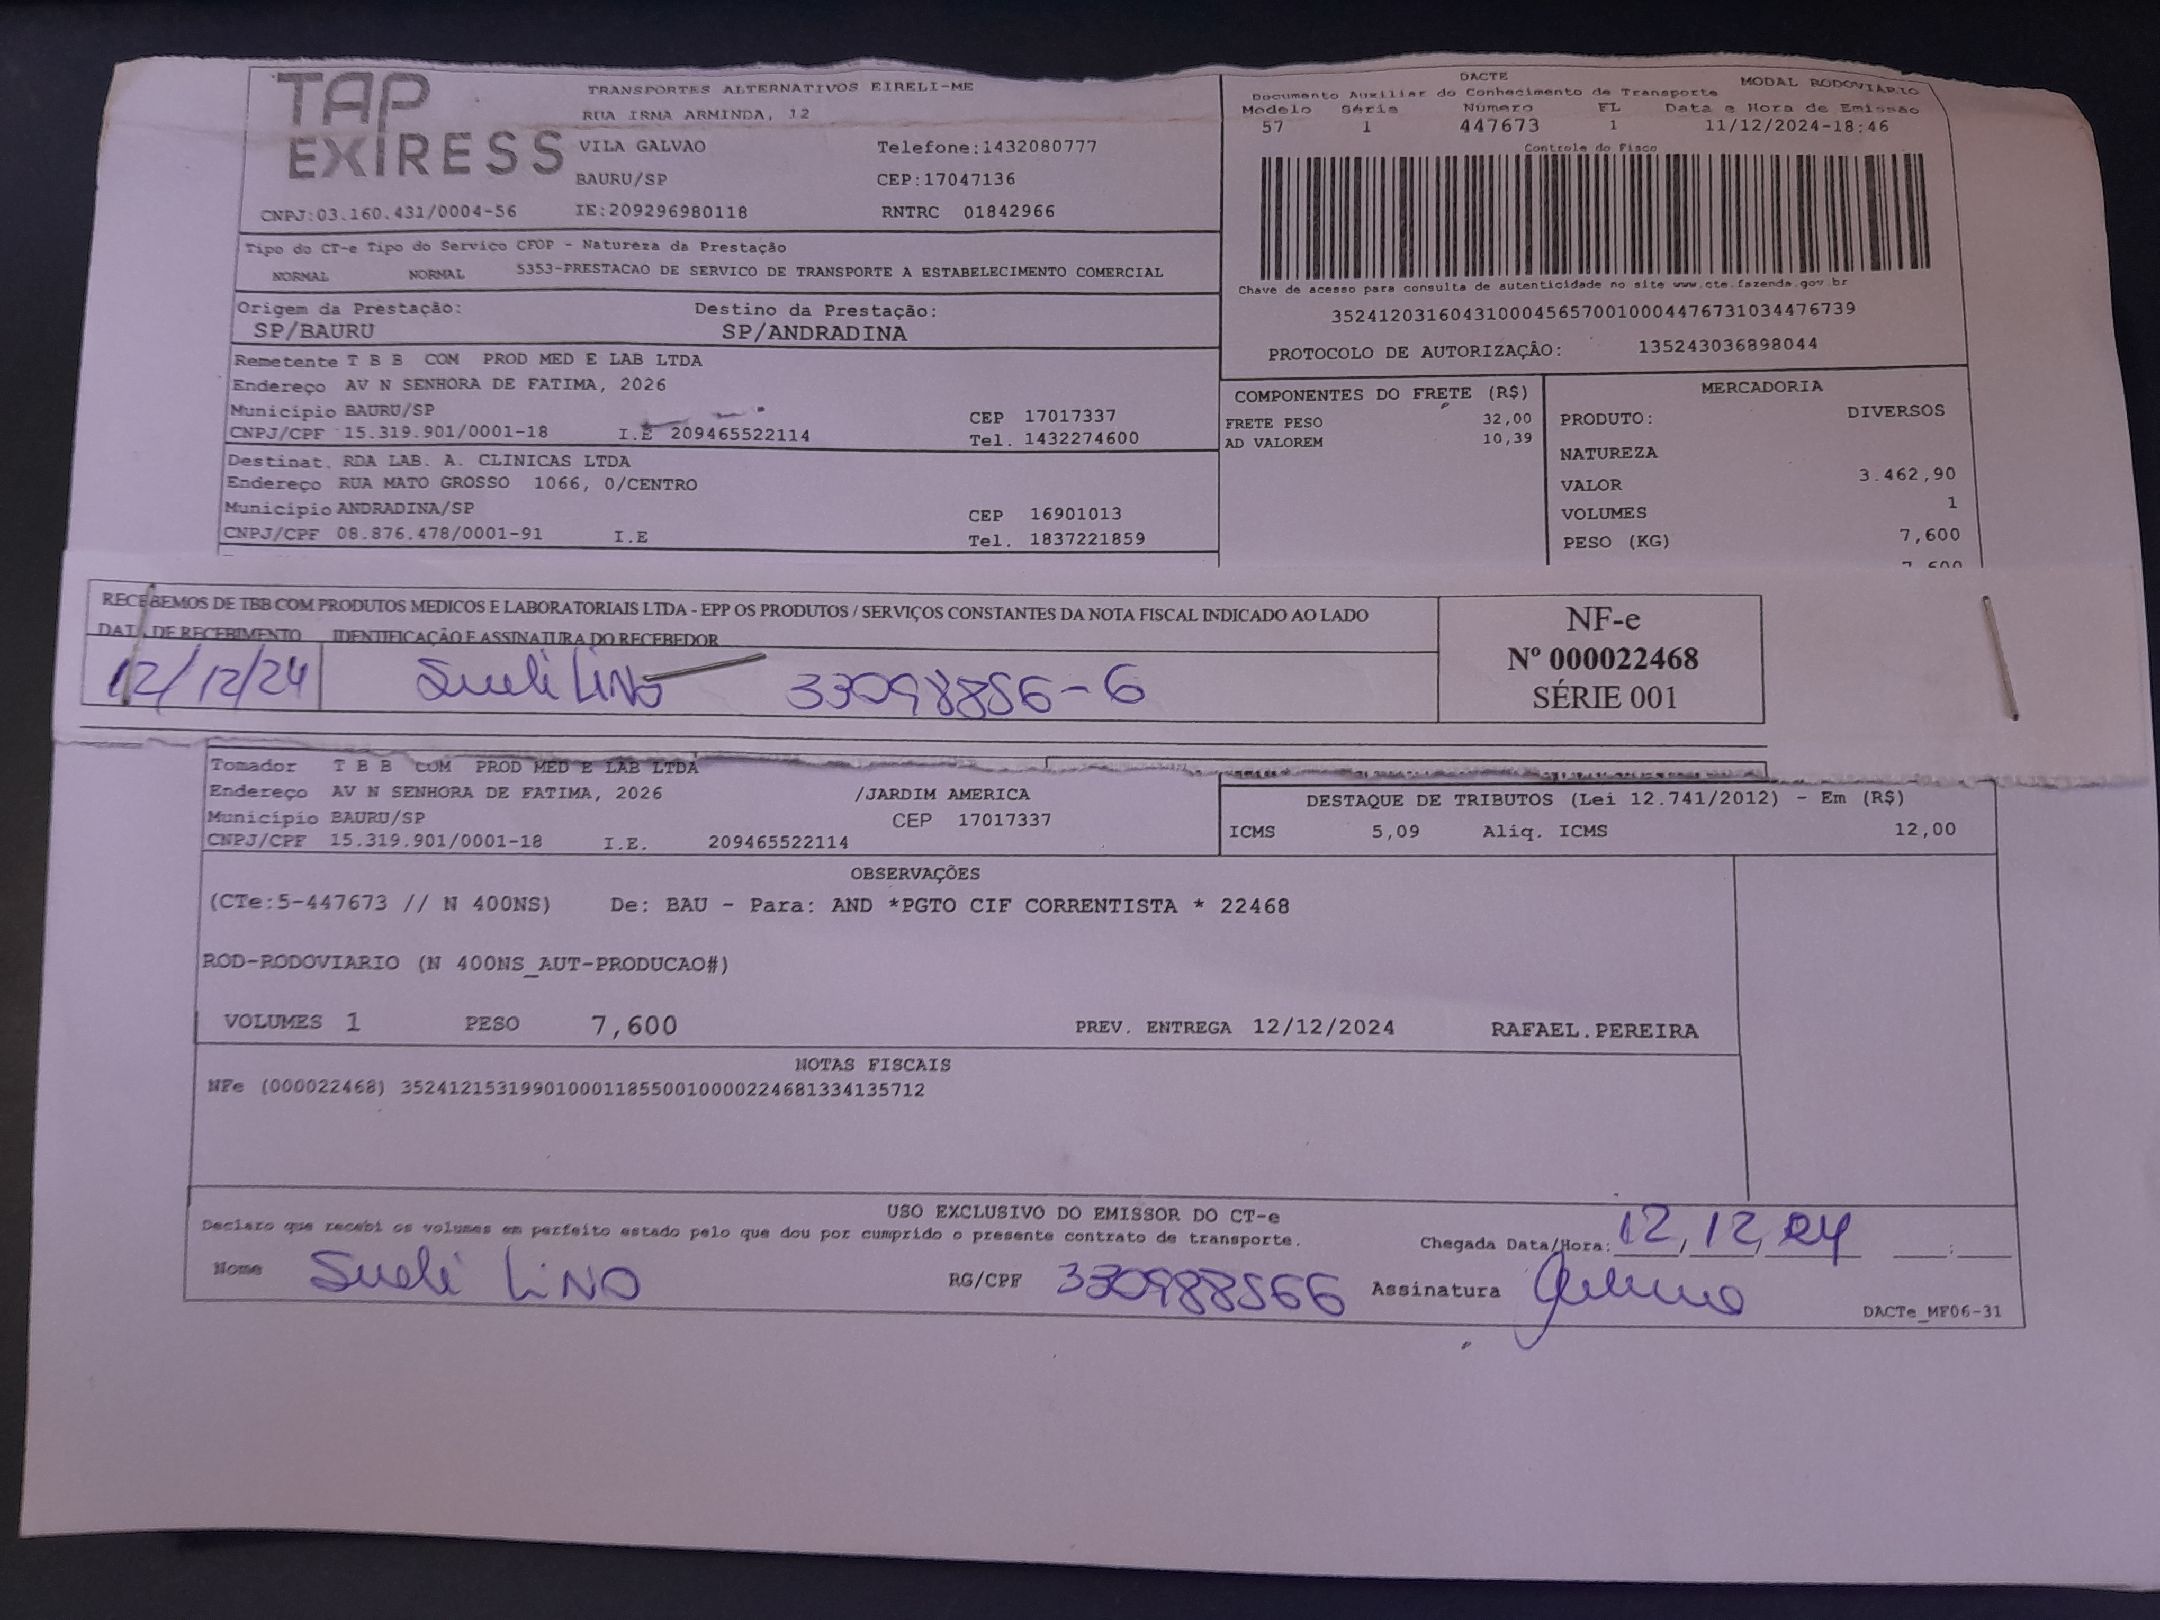 TAP
EXIRESS
TRANSPORTES ALTERNATIVOS EIRELI-ME
RUA IRMA ARMINDA, 12
VILA GALVAO Telefone:1432080777
BAURU/SP CEP:17047136
CNPJ:03.160.431/0004-56 IE:209296980118 RNTRC 01842966
DACTE MODAL RODOVIARIO
Documento Auxiliar do Conhecimento de Transporte
Modelo Séria Número FL Data e Hora de Emissão
57 1 447673 1 11/12/2024-18:46
Controle do Fisco
Chave de acesso para consulta de autenticidade no site www.cte.fazenda.gov.br
35241203160431000456570010004476731034476739
PROTOCOLO DE AUTORIZAÇÃO: 135243036898044
Tipo do CT-e Tipo do Serviço CFOP - Natureza da Prestação
NORMAL NORMAL 5353-PRESTACAO DE SERVICO DE TRANSPORTE A ESTABELECIMENTO COMERCIAL
Origem da Prestação: Destino da Prestação:
SP/BAURU SP/ANDRADINA
Remetente T B B COM PROD MED E LAB LTDA
Endereço AV N SENHORA DE FATIMA, 2026
Município BAURU/SP CEP 17017337
CNPJ/CPF 15.319.901/0001-18 I.E 209465522114 Tel. 1432274600
Destinat. RDA LAB. A. CLINICAS LTDA
Endereço RUA MATO GROSSO 1066, 0/CENTRO
Município ANDRADINA/SP CEP 16901013
CNPJ/CPF 08.876.478/0001-91 I.E Tel. 1837221859
COMPONENTES DO FRETE (R$)
FRETE PESO 32,00
AD VALOREM 10,39
MERCADORIA
PRODUTO: DIVERSOS
NATUREZA
VALOR 3.462,90
VOLUMES 1
PESO (KG) 7,600
7,600
RECEBEMOS DE TBB COM PRODUTOS MEDICOS E LABORATORIAIS LTDA - EPP OS PRODUTOS / SERVIÇOS CONSTANTES DA NOTA FISCAL INDICADO AO LADO
DATA DE RECEBIMENTO IDENTIFICAÇÃO E ASSINATURA DO RECEBEDOR
12/12/24 Sueli Lino 33098856-6
NF-e
Nº 000022468
SÉRIE 001
Tomador T B B COM PROD MED E LAB LTDA
Endereço AV N SENHORA DE FATIMA, 2026 /JARDIM AMERICA
Município BAURU/SP CEP 17017337
CNPJ/CPF 15.319.901/0001-18 I.E. 209465522114
DESTAQUE DE TRIBUTOS (Lei 12.741/2012) - Em (R$)
ICMS 5,09 Aliq. ICMS 12,00
OBSERVAÇÕES
(CTe:5-447673 // N 400NS) De: BAU - Para: AND *PGTO CIF CORRENTISTA * 22468
ROD-RODOVIARIO (N 400NS_AUT-PRODUCAO#)
VOLUMES 1 PESO 7,600 PREV. ENTREGA 12/12/2024 RAFAEL.PEREIRA
NOTAS FISCAIS
NFe (000022468) 35241215319901000118550010000224681334135712
USO EXCLUSIVO DO EMISSOR DO CT-e
Declaro que recebi os volumes em perfeito estado pelo que dou por cumprido o presente contrato de transporte.
Chegada Data/Hora: 12, 12, 24 :
Nome Sueli Lino RG/CPF 330988566 Assinatura
DACTe_MF06-31